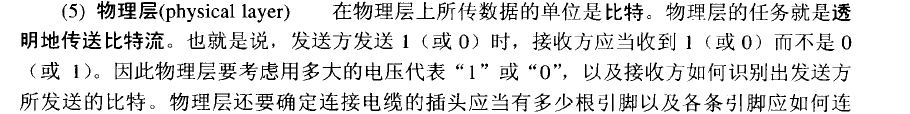 (5) 物理层(physical layer) 在物理层上所传数据的单位是比特。物理层的任务就是透
明地传送比特流。也就是说，发送方发送 1（或 0）时，接收方应当收到 1（或 0）而不是 0
（或 1）。因此物理层要考虑用多大的电压代表“1”或“0”，以及接收方如何识别出发送方
所发送的比特。物理层还要确定连接电缆的插头应当有多少根引脚以及各条引脚应如何连